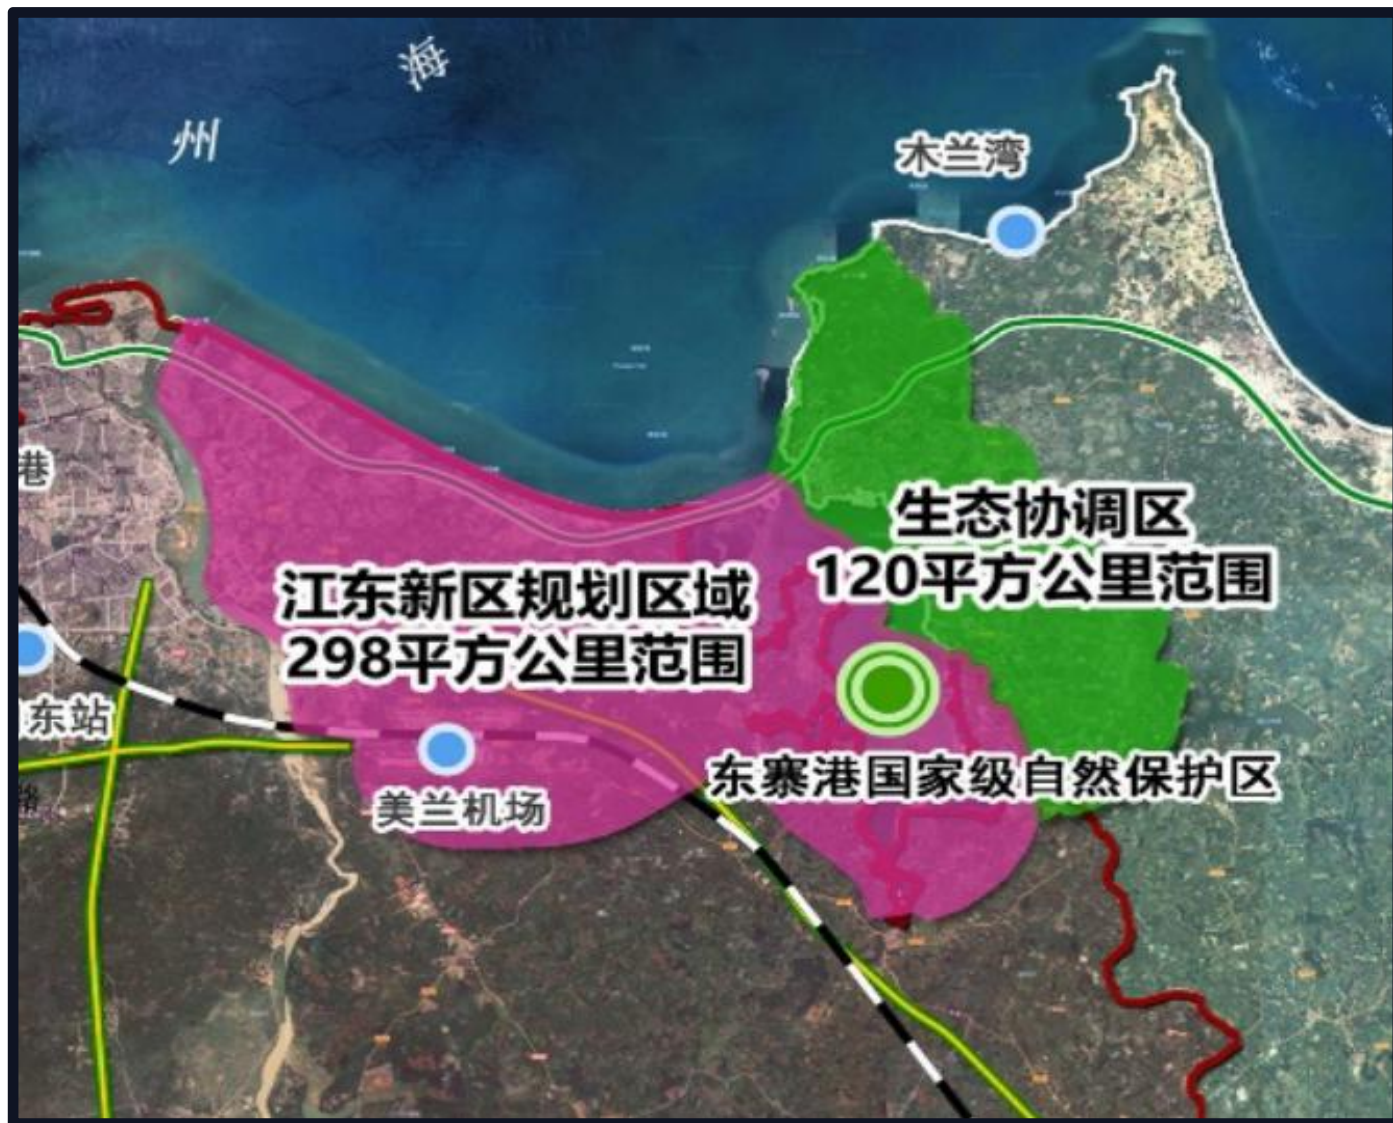 海
州
木兰湾
港
生态协调区
120平方公里范围
江东新区规划区域
298平方公里范围
东站
东寨港国家级自然保护区
美兰机场